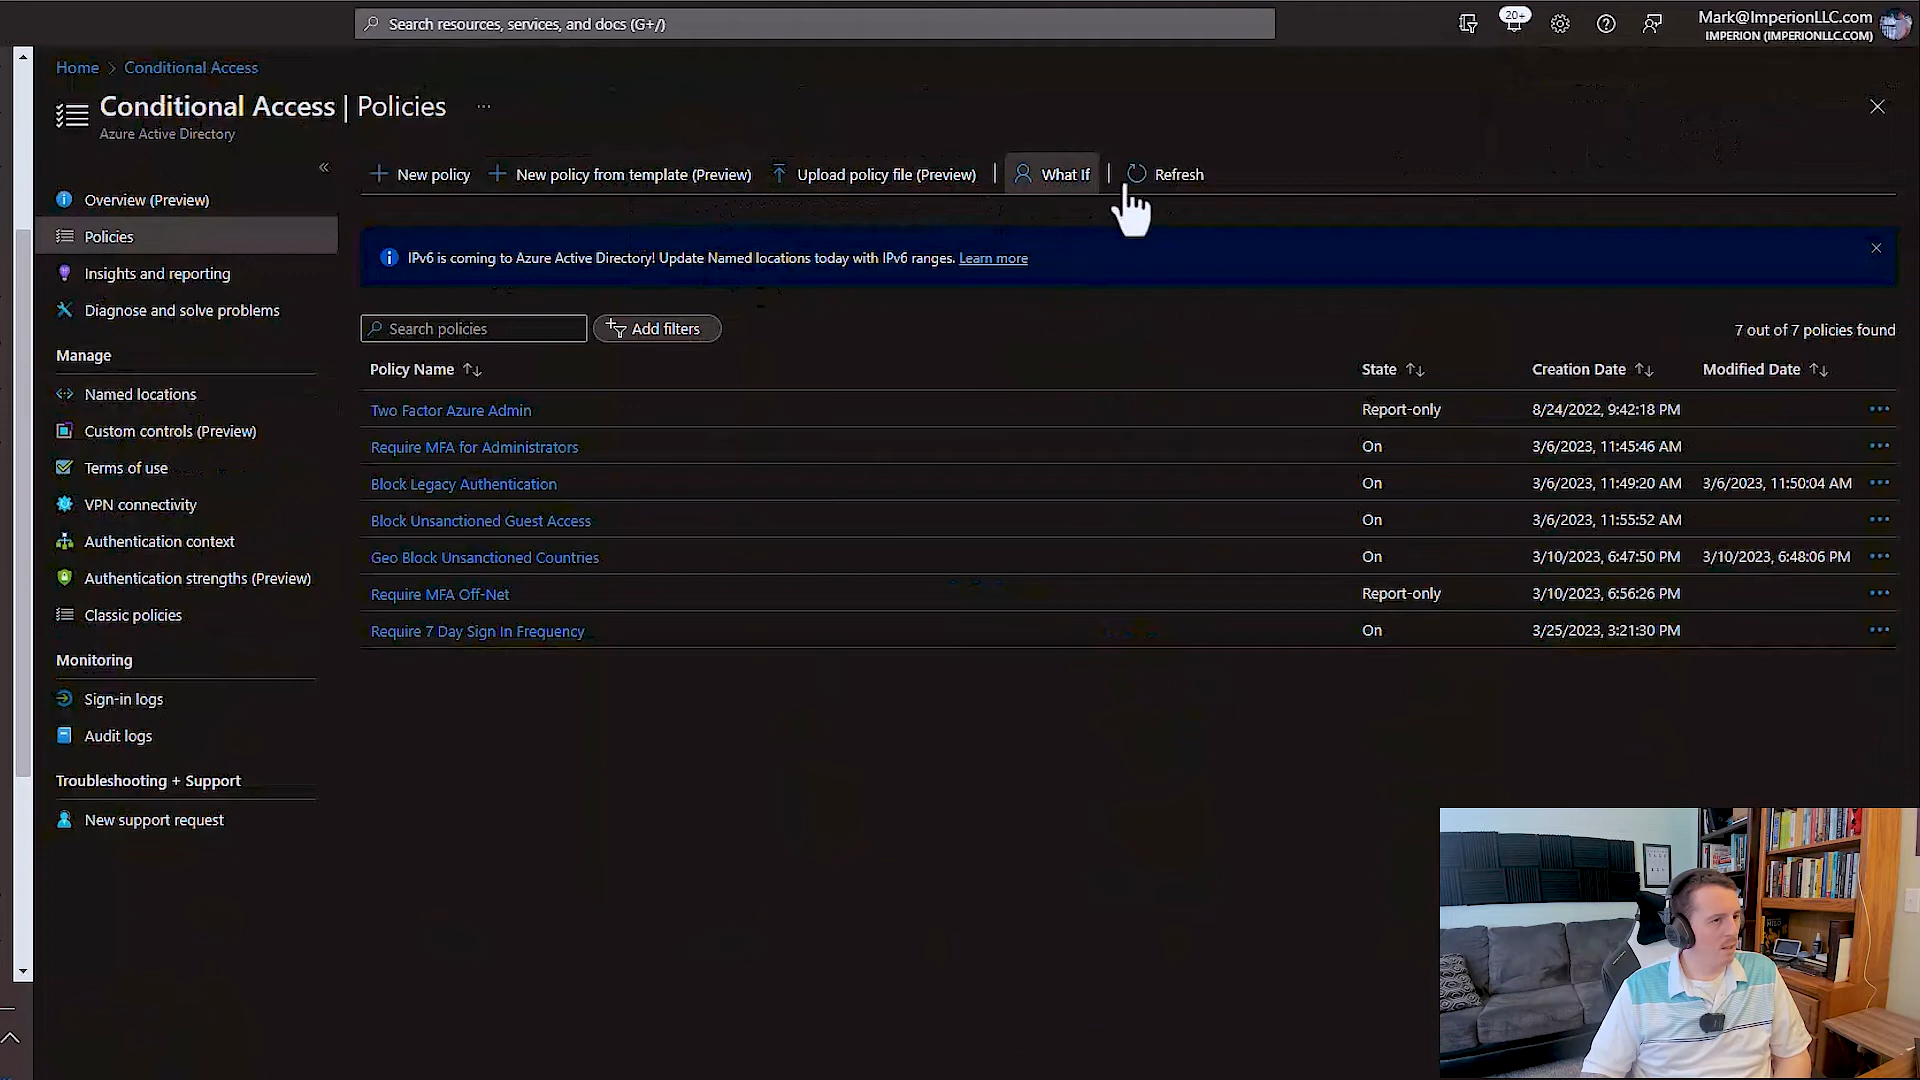 Search resources, services, and docs (G+/)
20+
Mark@ImperionLLC.com
IMPERION (IMPERIONLLC.COM)
Home > Conditional Access
Conditional Access | Policies
Azure Active Directory
New policy
New policy from template (Preview)
Upload policy file (Preview)
What If
Refresh
Overview (Preview)
Policies
Insights and reporting
Diagnose and solve problems
Manage
Named locations
Custom controls (Preview)
Terms of use
VPN connectivity
Authentication context
Authentication strengths (Preview)
Classic policies
Monitoring
Sign-in logs
Audit logs
Troubleshooting + Support
New support request
IPv6 is coming to Azure Active Directory! Update Named locations today with IPv6 ranges. Learn more
Search policies
Add filters
7 out of 7 policies found
Policy Name State Creation Date Modified Date
Two Factor Azure Admin Report-only 8/24/2022, 9:42:18 PM
Require MFA for Administrators On 3/6/2023, 11:45:46 AM
Block Legacy Authentication On 3/6/2023, 11:49:20 AM 3/6/2023, 11:50:04 AM
Block Unsanctioned Guest Access On 3/6/2023, 11:55:52 AM
Geo Block Unsanctioned Countries On 3/10/2023, 6:47:50 PM 3/10/2023, 6:48:06 PM
Require MFA Off-Net Report-only 3/10/2023, 6:56:26 PM
Require 7 Day Sign In Frequency On 3/25/2023, 3:21:30 PM